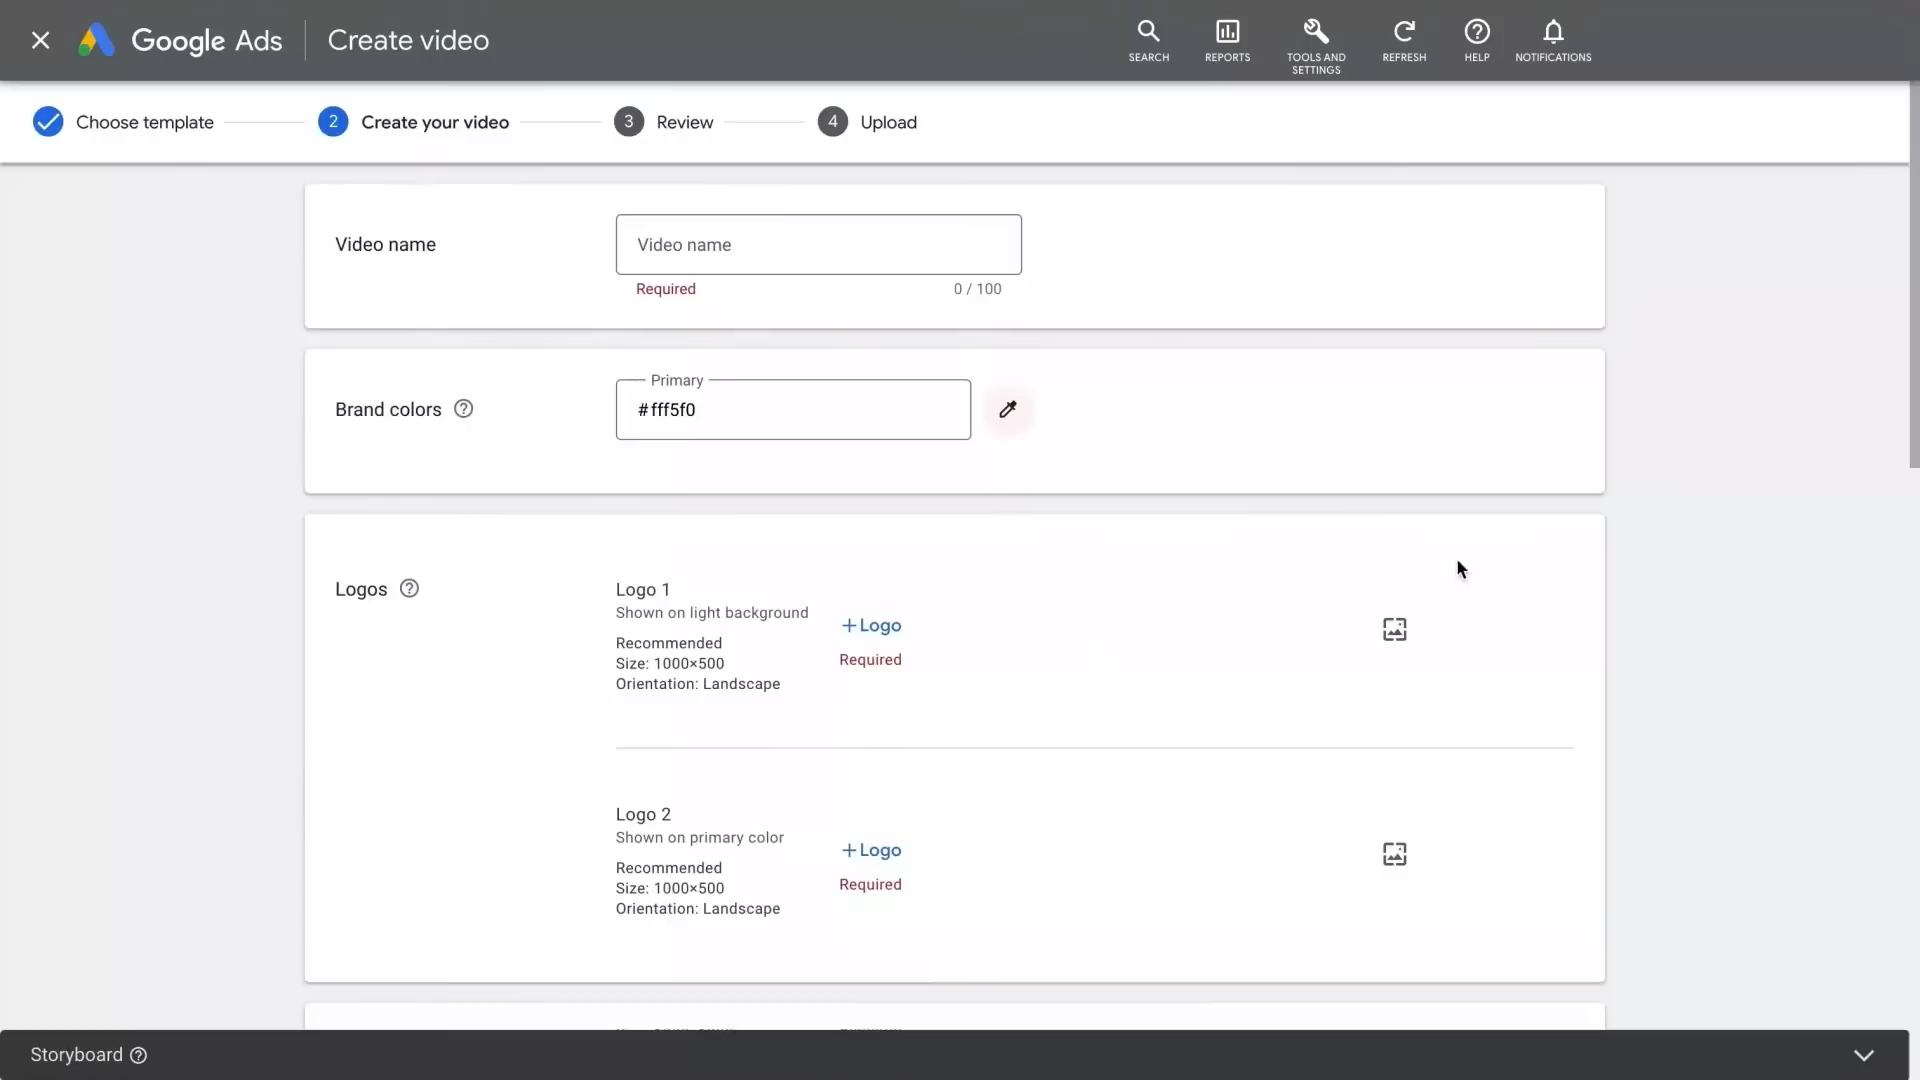 Google Ads
Create video
SEARCH
REPORTS
TOOLS AND
SETTINGS
REFRESH
HELP
NOTIFICATIONS
Choose template
2
Create your video
3
Review
4
Upload
Video name
Video name
Required
0 / 100
Brand colors
Primary
#fff5f0
Logos
Logo 1
Shown on light background
Recommended
Size: 1000×500
Orientation: Landscape
+Logo
Required
Logo 2
Shown on primary color
Recommended
Size: 1000×500
Orientation: Landscape
+Logo
Required
Storyboard